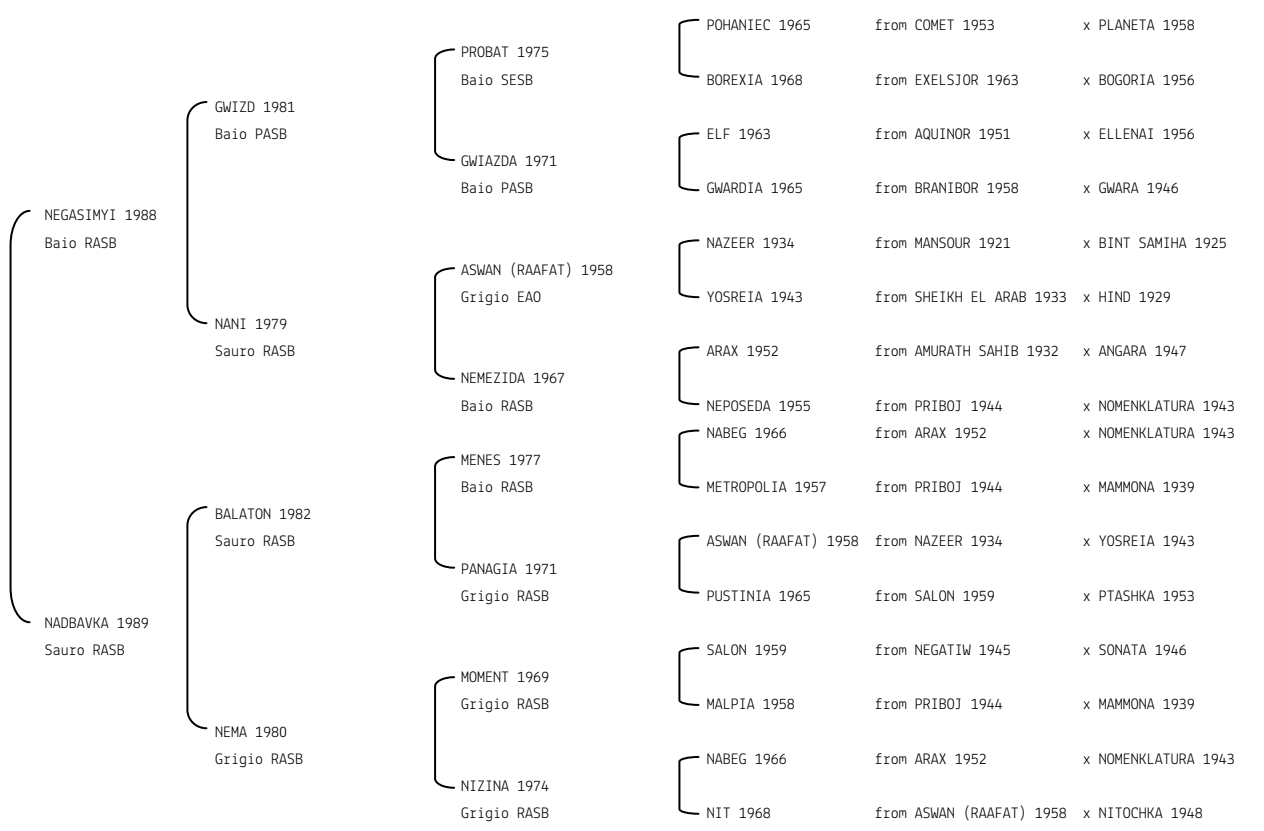 POHANIEC 1965 from COMET 1953 x PLANETA 1958
PROBAT 1975
Baio SESB
BOREXIA 1968 from EXELSJOR 1963 x BOGORIA 1956
GWIZD 1981
Baio PASB
ELF 1963 from AQUINOR 1951 x ELLENAI 1956
GWIAZDA 1971
Baio PASB
GWARDIA 1965 from BRANIBOR 1958 x GWARA 1946
NEGASIMYI 1988
Baio RASB
NAZEER 1934 from MANSOUR 1921 x BINT SAMIHA 1925
ASWAN (RAAFAT) 1958
Grigio EAO
YOSREIA 1943 from SHEIKH EL ARAB 1933 x HIND 1929
NANI 1979
Sauro RASB
ARAX 1952 from AMURATH SAHIB 1932 x ANGARA 1947
NEMEZIDA 1967
Baio RASB
NEPOSEDA 1955 from PRIBOJ 1944 x NOMENKLATURA 1943
NABEG 1966 from ARAX 1952 x NOMENKLATURA 1943
MENES 1977
Baio RASB
METROPOLIA 1957 from PRIBOJ 1944 x MAMMONA 1939
BALATON 1982
Sauro RASB
ASWAN (RAAFAT) 1958 from NAZEER 1934 x YOSREIA 1943
PANAGIA 1971
Grigio RASB
PUSTINIA 1965 from SALON 1959 x PTASHKA 1953
NADBAVKA 1989
Sauro RASB
SALON 1959 from NEGATIW 1945 x SONATA 1946
MOMENT 1969
Grigio RASB
MALPIA 1958 from PRIBOJ 1944 x MAMMONA 1939
NEMA 1980
Grigio RASB
NABEG 1966 from ARAX 1952 x NOMENKLATURA 1943
NIZINA 1974
Grigio RASB
NIT 1968 from ASWAN (RAAFAT) 1958 x NITOCHKA 1948